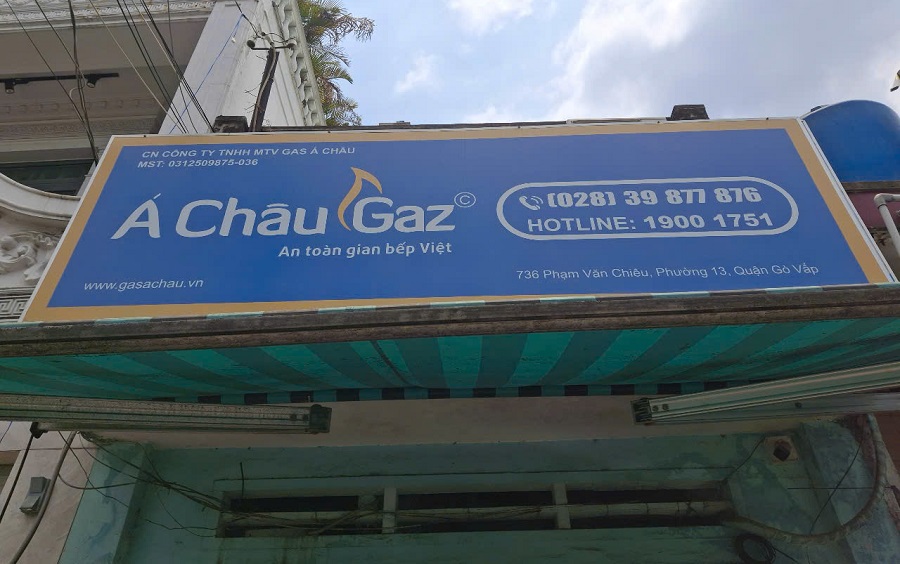 CN CÔNG TY TNHH MTV GAS Á CHÂU
MST: 0312509875-036
Á Châu Gaz ©
An toàn gian bếp Việt
www.gasachau.vn
(028) 39 877 876
HOTLINE: 1900 1751
736 Phạm Văn Chiêu, Phường 13, Quận Gò Vấp